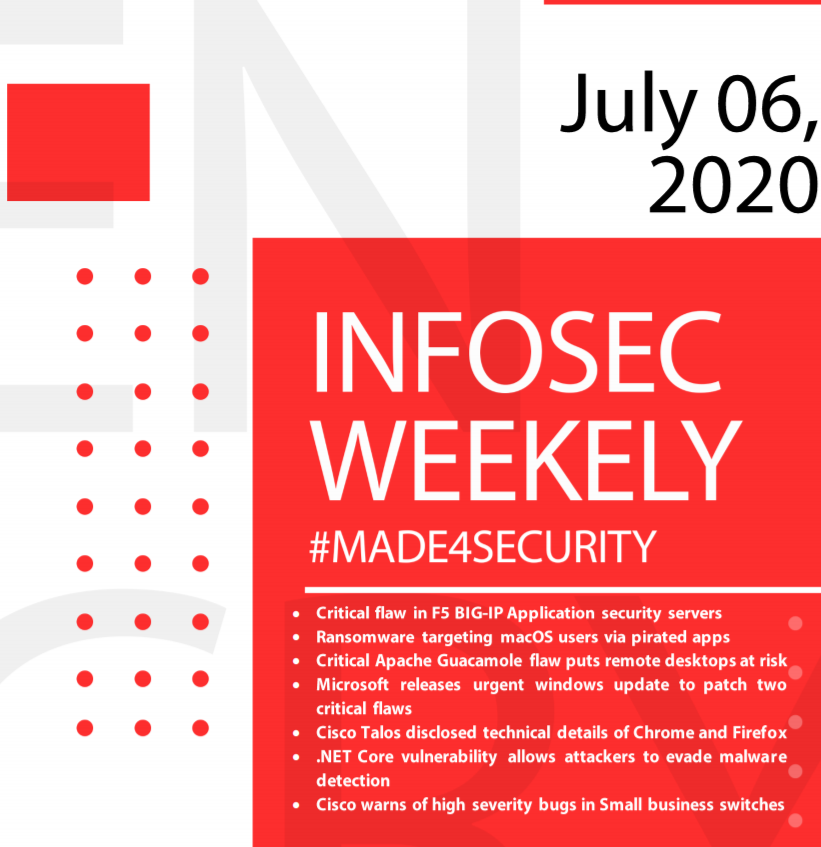 July 06,
2020
INFOSEC
WEEKELY
#MADE4SECURITY
• Critical flaw in F5 BIG-IP Application security servers
• Ransomware targeting macOS users via pirated apps
• Critical Apache Guacamole flaw puts remote desktops at risk
• Microsoft releases urgent windows update to patch two
critical flaws
• Cisco Talos disclosed technical details of Chrome and Firefox
• .NET Core vulnerability allows attackers to evade malware
detection
• Cisco warns of high severity bugs in Small business switches